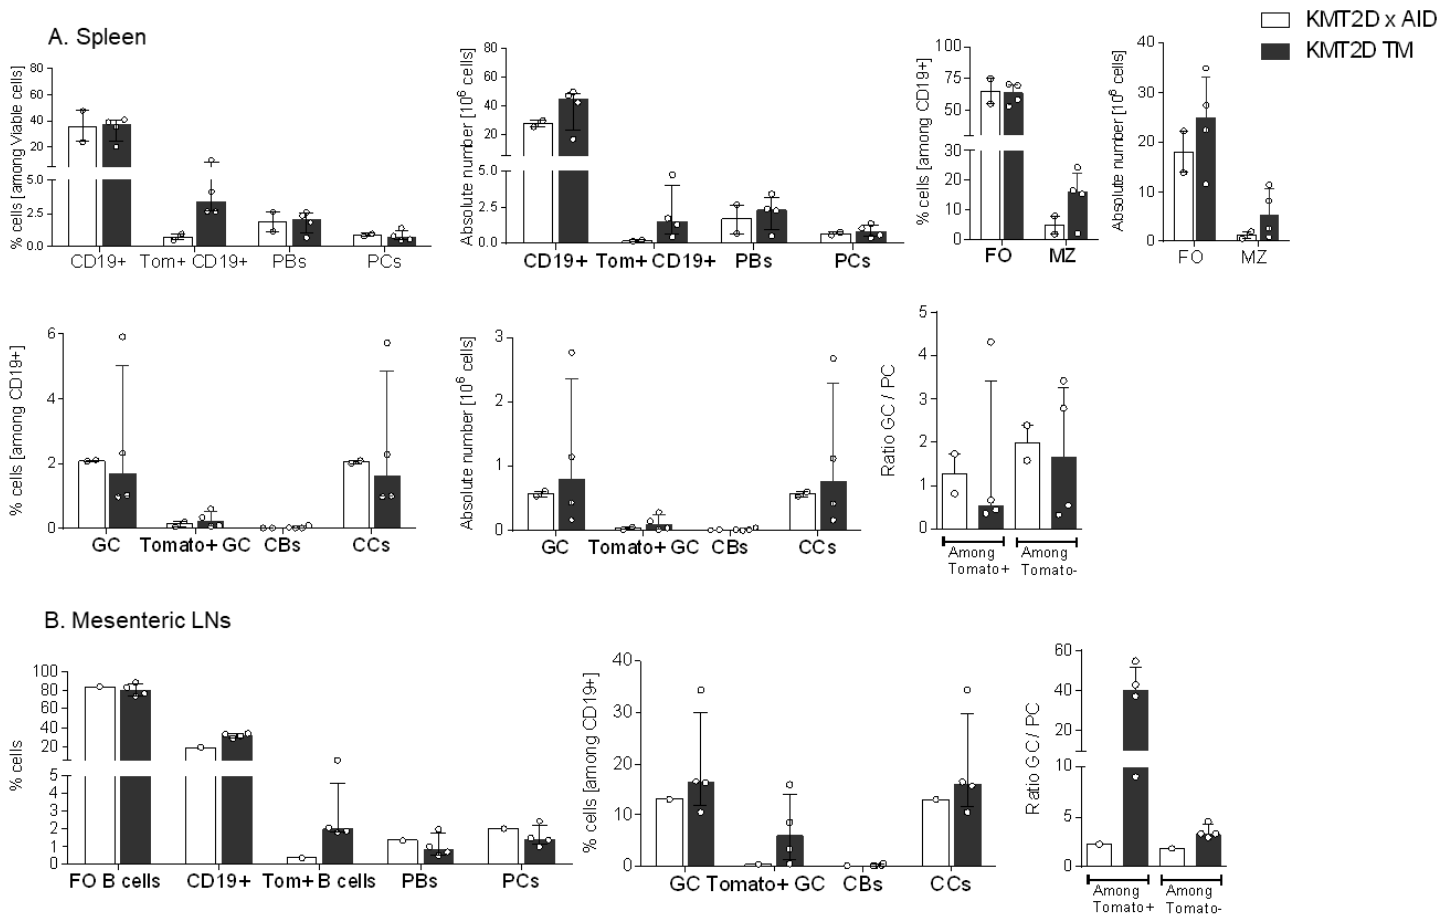 KMT2D x AID
KMT2D TM
A. Spleen
% cells [among Viable cells]
80
60
40
20
5.0
2.5
0.0
CD19+ Tom+ CD19+ PBs PCs
Absolute number [10⁶ cells]
80
60
40
20
5.0
2.5
0.0
CD19+ Tom+ CD19+ PBs PCs
% cells [among CD19+]
100
75
50
30
20
10
0
FO MZ
Absolute number [10⁶ cells]
40
30
20
10
0
FO MZ
% cells [among CD19+]
6
4
2
0
GC Tomato+ GC CBs CCs
Absolute number [10⁶ cells]
3
2
1
0
GC Tomato+ GC CBs CCs
Ratio GC / PC
5
4
3
2
1
0
Among Among
Tomato+ Tomato-
B. Mesenteric LNs
% cells
100
80
60
40
20
5
4
3
2
1
0
FO B cells CD19+ Tom+ B cells PBs PCs
% cells [among CD19+]
40
30
20
10
0
GC Tomato+ GC CBs CCs
Ratio GC / PC
60
40
20
10
5
0
Among Among
Tomato+ Tomato-